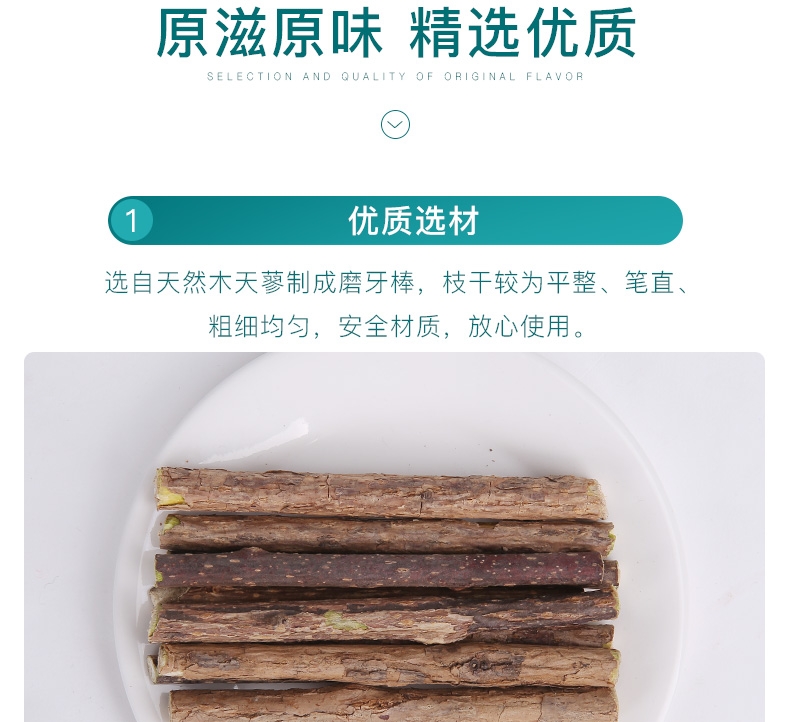 原滋原味 精选优质
SELECTION AND QUALITY OF ORIGINAL FLAVOR
1 优质选材
选自天然木天蓼制成磨牙棒，枝干较为平整、笔直、
粗细均匀，安全材质，放心使用。